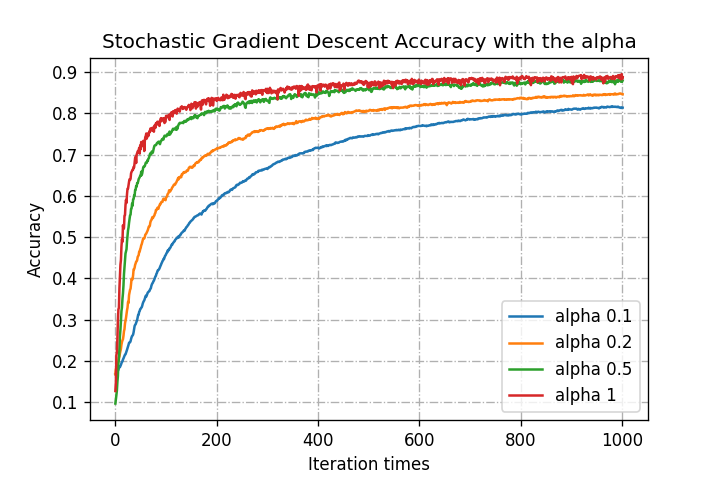 Stochastic Gradient Descent Accuracy with the alpha
0.9
0.8
0.7
0.6
0.5
0.4
0.3
0.2
0.1
Accuracy
alpha 0.1
alpha 0.2
alpha 0.5
alpha 1
0 200 400 600 800 1000
Iteration times